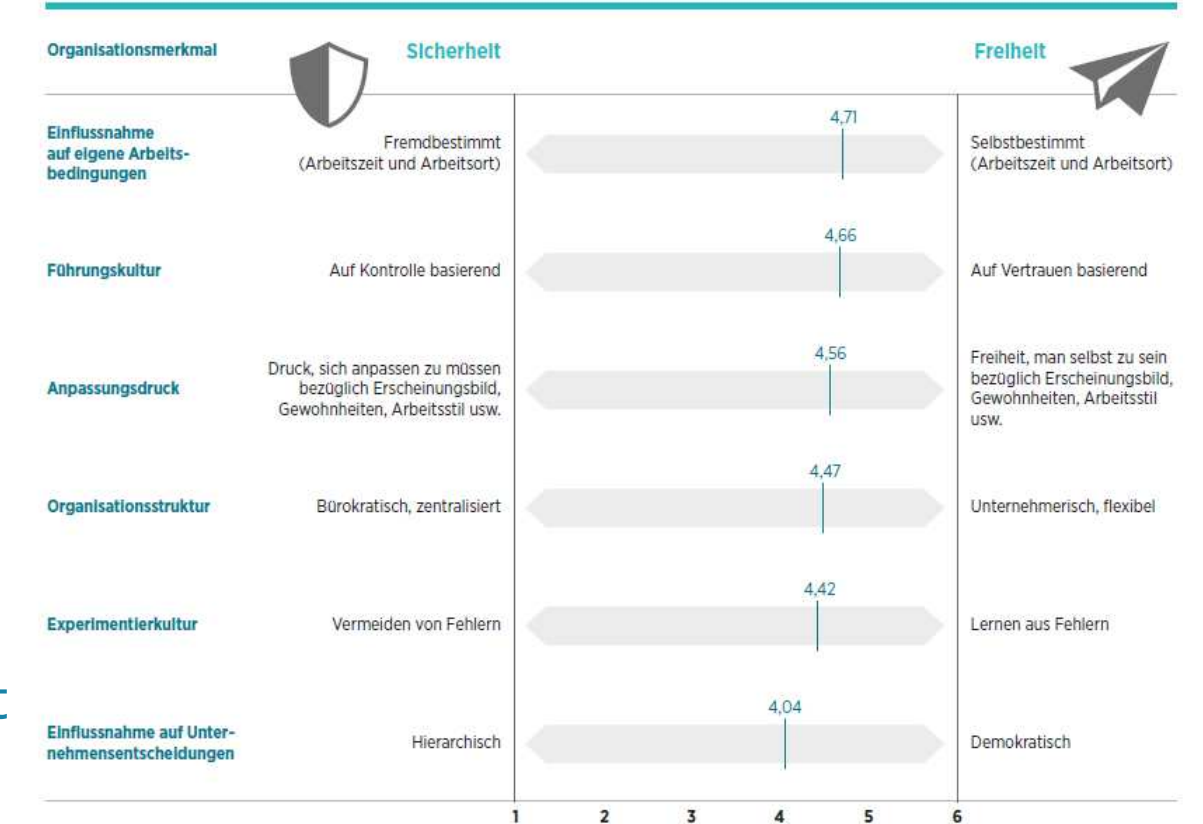 Organisationsmerkmal
Sicherheit
Freiheit
Einflussnahme
auf eigene Arbeits-
bedingungen
Fremdbestimmt
(Arbeitszeit und Arbeitsort)
4,71
Selbstbestimmt
(Arbeitszeit und Arbeitsort)
Führungskultur
Auf Kontrolle basierend
4,66
Auf Vertrauen basierend
Anpassungsdruck
Druck, sich anpassen zu müssen
bezüglich Erscheinungsbild,
Gewohnheiten, Arbeitsstil usw.
4,56
Freiheit, man selbst zu sein
bezüglich Erscheinungsbild,
Gewohnheiten, Arbeitsstil
usw.
Organisationsstruktur
Bürokratisch, zentralisiert
4,47
Unternehmerisch, flexibel
Experimentierkultur
Vermeiden von Fehlern
4,42
Lernen aus Fehlern
Einflussnahme auf Unter-
nehmensentscheidungen
Hierarchisch
4,04
Demokratisch
1 2 3 4 5 6